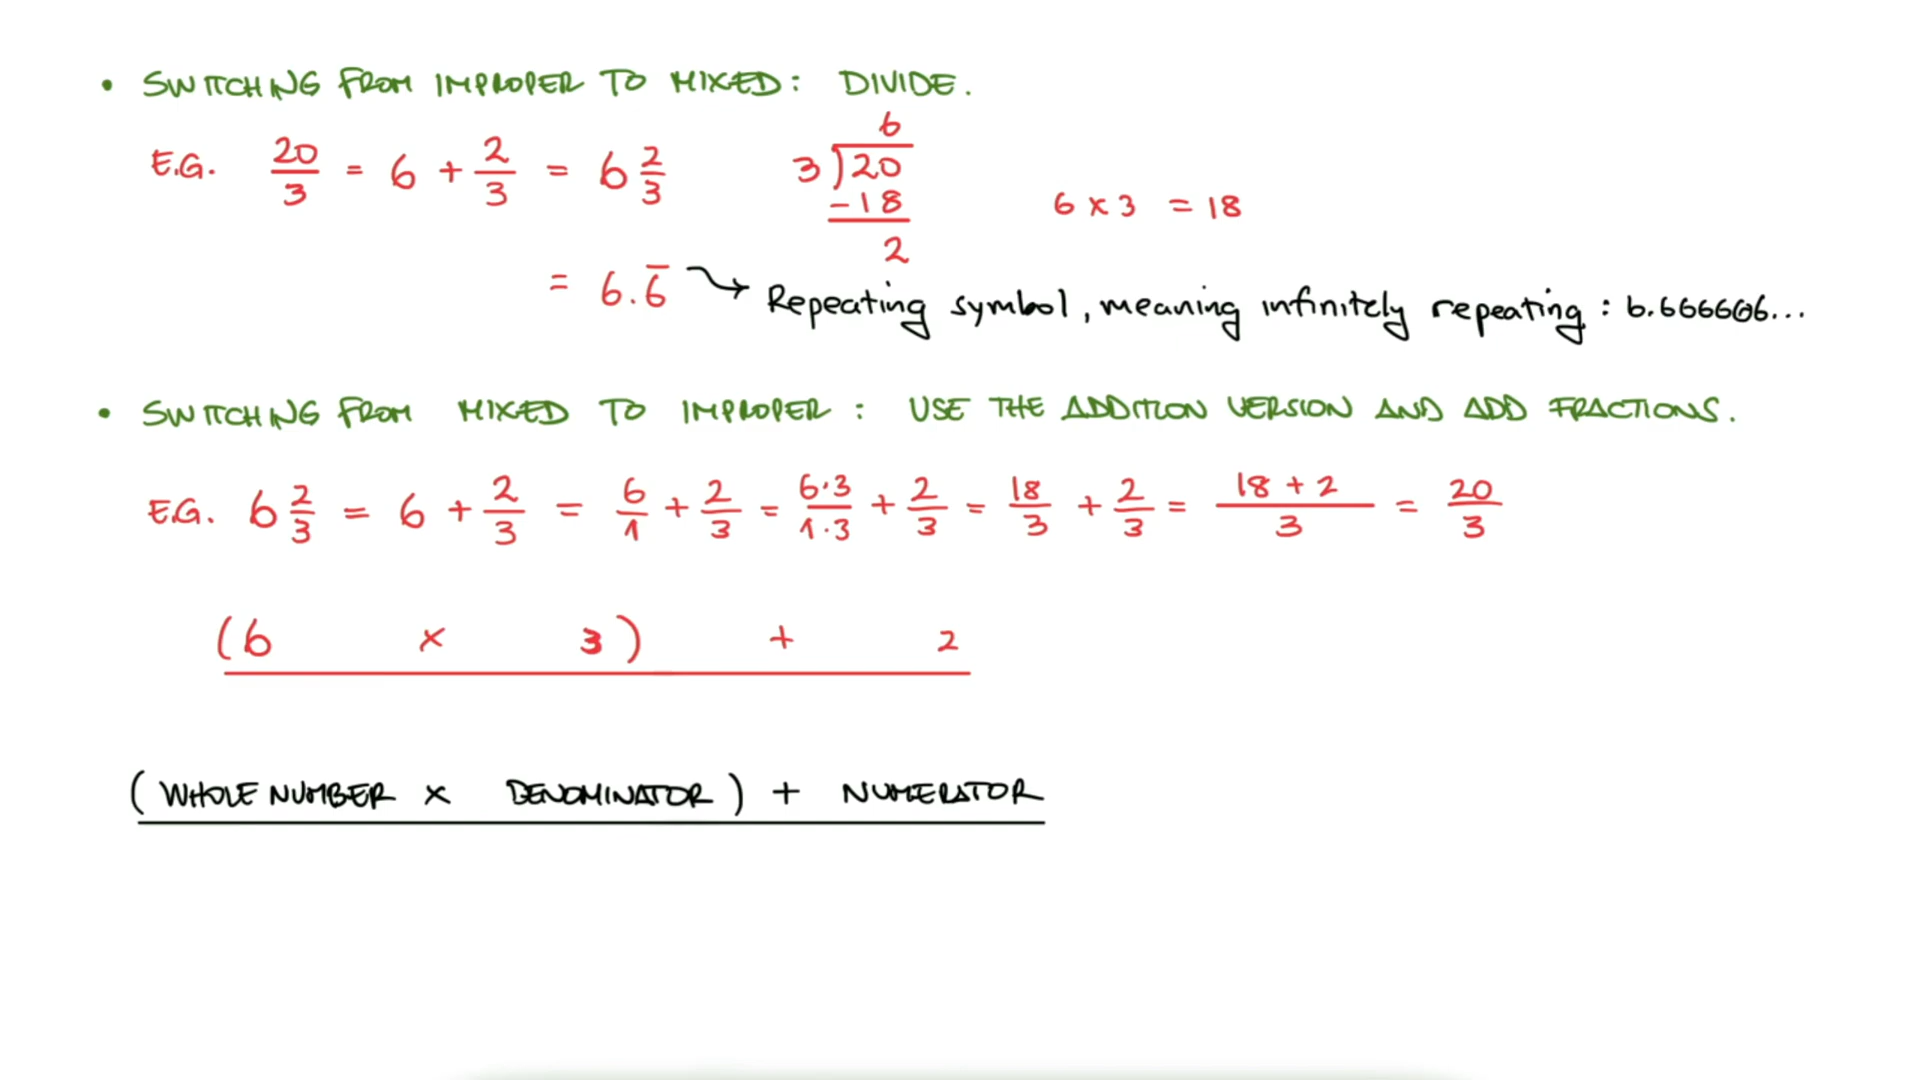 • SWITCHING FROM IMPROPER TO MIXED: DIVIDE.
E.G. 20/3 = 6 + 2/3 = 6 2/3
6
3)20
-18
2
6 x 3 = 18
= 6.6̅ → Repeating symbol, meaning infinitely repeating: 6.666666...
• SWITCHING FROM MIXED TO IMPROPER: USE THE ADDITION VERSION AND ADD FRACTIONS.
E.G. 6 2/3 = 6 + 2/3 = 6/1 + 2/3 = 6·3/1·3 + 2/3 = 18/3 + 2/3 = 18+2/3 = 20/3
(6 x 3) + 2
(WHOLE NUMBER x DENOMINATOR) + NUMERATOR